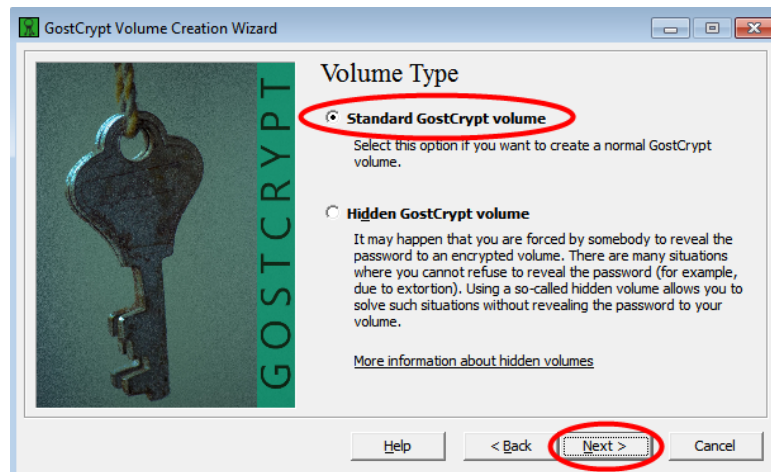 GostCrypt Volume Creation Wizard
GOSTCRYPT
Volume Type
Standard GostCrypt volume
Select this option if you want to create a normal GostCrypt
volume.
Hidden GostCrypt volume
It may happen that you are forced by somebody to reveal the
password to an encrypted volume. There are many situations
where you cannot refuse to reveal the password (for example,
due to extortion). Using a so-called hidden volume allows you to
solve such situations without revealing the password to your
volume.
More information about hidden volumes
Help
< Back
Next >
Cancel